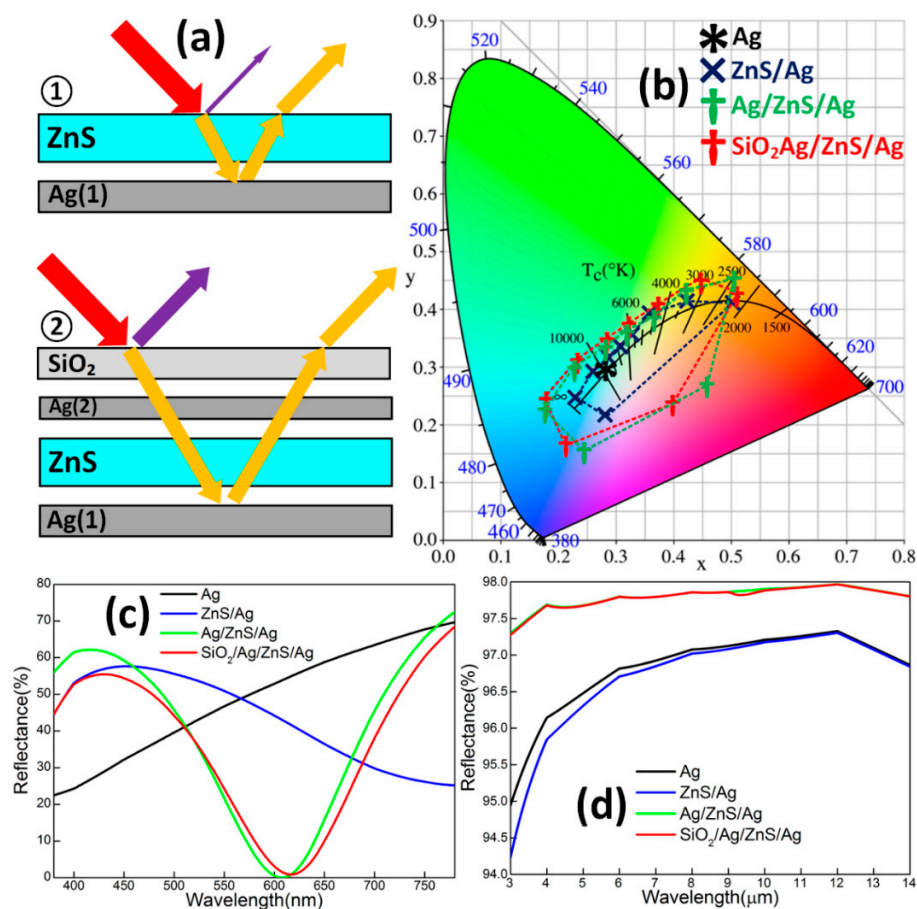 (a)
①
ZnS
Ag(1)
②
SiO₂
Ag(2)
ZnS
Ag(1)
(b)
Ag
ZnS/Ag
Ag/ZnS/Ag
SiO₂Ag/ZnS/Ag
0.9
0.8
0.7
0.6
0.5
y
0.4
0.3
0.2
0.1
0.0
0.0 0.1 0.2 0.3 0.4 0.5 0.6 0.7 0.8
x
520
540
560
580
600
620
700
500
490
480
470
460
380
T_C(°K)
∞
10000
6000
4000
3000
2500
2000
1500
(c)
Ag
ZnS/Ag
Ag/ZnS/Ag
SiO₂/Ag/ZnS/Ag
Reflectance(%)
80
70
60
50
40
30
20
10
0
400 450 500 550 600 650 700 750
Wavelength(nm)
(d)
Ag
ZnS/Ag
Ag/ZnS/Ag
SiO₂/Ag/ZnS/Ag
Reflectance(%)
98.0
97.5
97.0
96.5
96.0
95.5
95.0
94.5
94.0
3 4 5 6 7 8 9 10 11 12 13 14
Wavelength(μm)